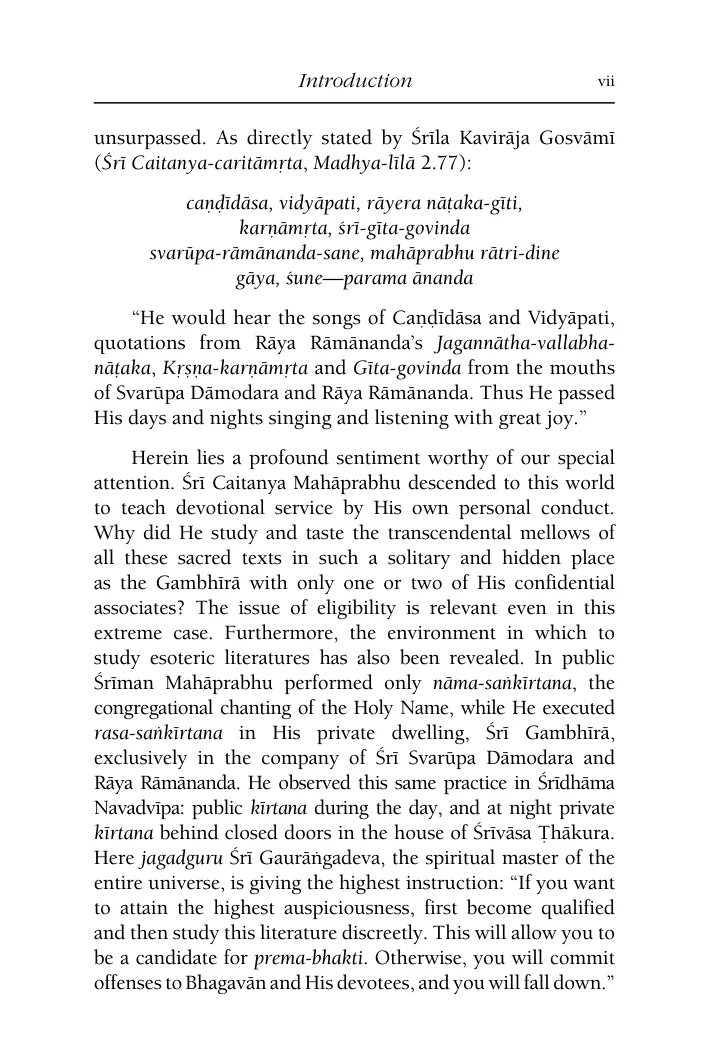 Introduction vii
unsurpassed. As directly stated by Śrīla Kavirāja Gosvāmī
(Śrī Caitanya-caritāmṛta, Madhya-līlā 2.77):
caṇḍīdāsa, vidyāpati, rāyera nāṭaka-gīti,
karṇāmṛta, śrī-gīta-govinda
svarūpa-rāmānanda-sane, mahāprabhu rātri-dine
gāya, śune—parama ānanda
“He would hear the songs of Caṇḍīdāsa and Vidyāpati,
quotations from Rāya Rāmānanda’s Jagannātha-vallabha-
nāṭaka, Kṛṣṇa-karṇāmṛta and Gīta-govinda from the mouths
of Svarūpa Dāmodara and Rāya Rāmānanda. Thus He passed
His days and nights singing and listening with great joy.”
Herein lies a profound sentiment worthy of our special
attention. Śrī Caitanya Mahāprabhu descended to this world
to teach devotional service by His own personal conduct.
Why did He study and taste the transcendental mellows of
all these sacred texts in such a solitary and hidden place
as the Gambhīrā with only one or two of His confidential
associates? The issue of eligibility is relevant even in this
extreme case. Furthermore, the environment in which to
study esoteric literatures has also been revealed. In public
Śrīman Mahāprabhu performed only nāma-saṅkīrtana, the
congregational chanting of the Holy Name, while He executed
rasa-saṅkīrtana in His private dwelling, Śrī Gambhīrā,
exclusively in the company of Śrī Svarūpa Dāmodara and
Rāya Rāmānanda. He observed this same practice in Śrīdhāma
Navadvīpa: public kīrtana during the day, and at night private
kīrtana behind closed doors in the house of Śrīvāsa Ṭhākura.
Here jagadguru Śrī Gaurāṅgadeva, the spiritual master of the
entire universe, is giving the highest instruction: “If you want
to attain the highest auspiciousness, first become qualified
and then study this literature discreetly. This will allow you to
be a candidate for prema-bhakti. Otherwise, you will commit
offenses to Bhagavān and His devotees, and you will fall down.”